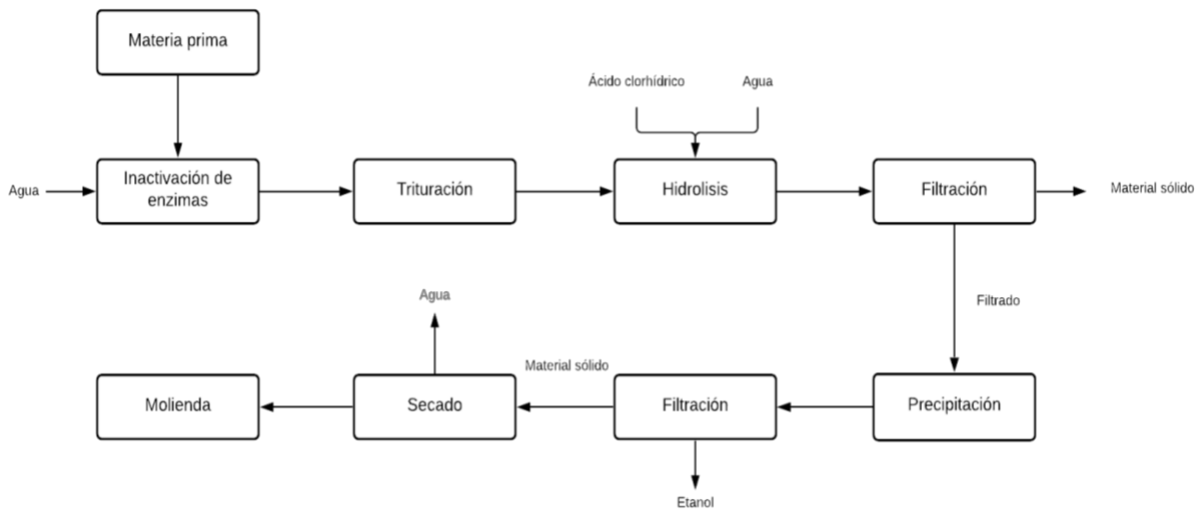 Materia prima
Ácido clorhídrico
Agua
Agua
Inactivación de
enzimas
Trituración
Hidrolisis
Filtración
Material sólido
Filtrado
Agua
Material sólido
Molienda
Secado
Filtración
Precipitación
Etanol